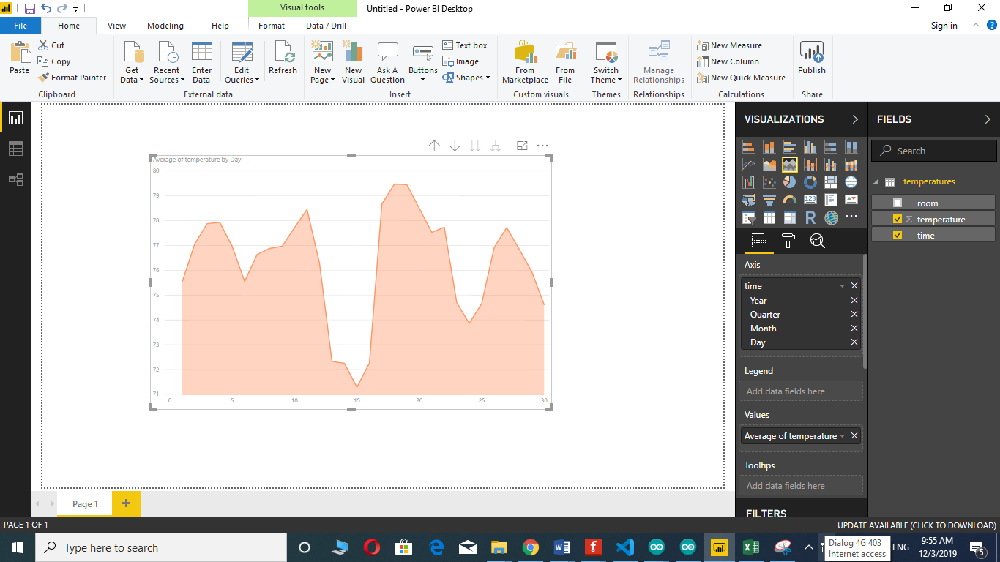 Visual tools
Untitled - Power BI Desktop
File
Home
View
Modeling
Help
Format
Data / Drill
Sign in
?
Paste
Cut
Copy
Format Painter
Clipboard
Get Data
Recent Sources
Enter Data
Edit Queries
Refresh
External data
New Page
New Visual
Ask A Question
Buttons
Text box
Image
Shapes
Insert
From Marketplace
From File
Custom visuals
Switch Theme
Themes
Manage Relationships
Relationships
New Measure
New Column
New Quick Measure
Calculations
Publish
Share
Average of temperature by Day
80
79
78
77
76
75
74
73
72
71
0 5 10 15 20 25 30
VISUALIZATIONS
123
R
Axis
time
Year
Quarter
Month
Day
Legend
Add data fields here
Values
Average of temperature
Tooltips
Add data fields here
FILTERS
FIELDS
Search
temperatures
room
Σ temperature
time
Page 1
PAGE 1 OF 1
UPDATE AVAILABLE (CLICK TO DOWNLOAD)
Type here to search
Dialog 4G 403
Internet access
ENG
9:55 AM
12/3/2019
5